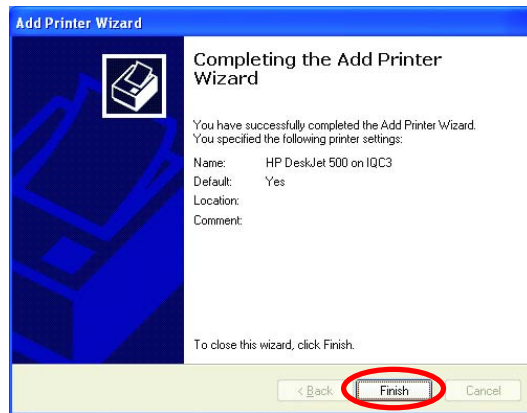 Add Printer Wizard
Completing the Add Printer
Wizard
You have successfully completed the Add Printer Wizard.
You specified the following printer settings:
Name: HP DeskJet 500 on IQC3
Default: Yes
Location:
Comment:
To close this wizard, click Finish.
< Back Finish Cancel